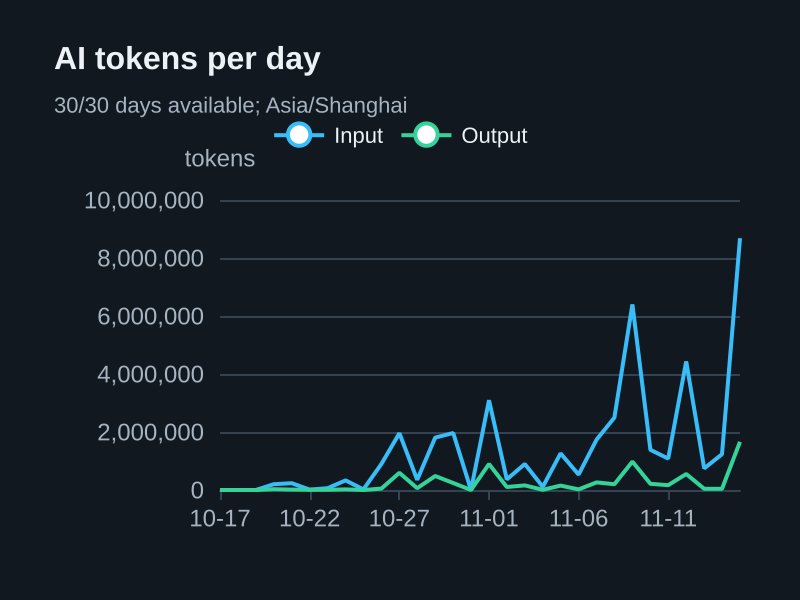 AI tokens per day
30/30 days available; Asia/Shanghai
Input Output
tokens
10,000,000
8,000,000
6,000,000
4,000,000
2,000,000
0
10-17 10-22 10-27 11-01 11-06 11-11